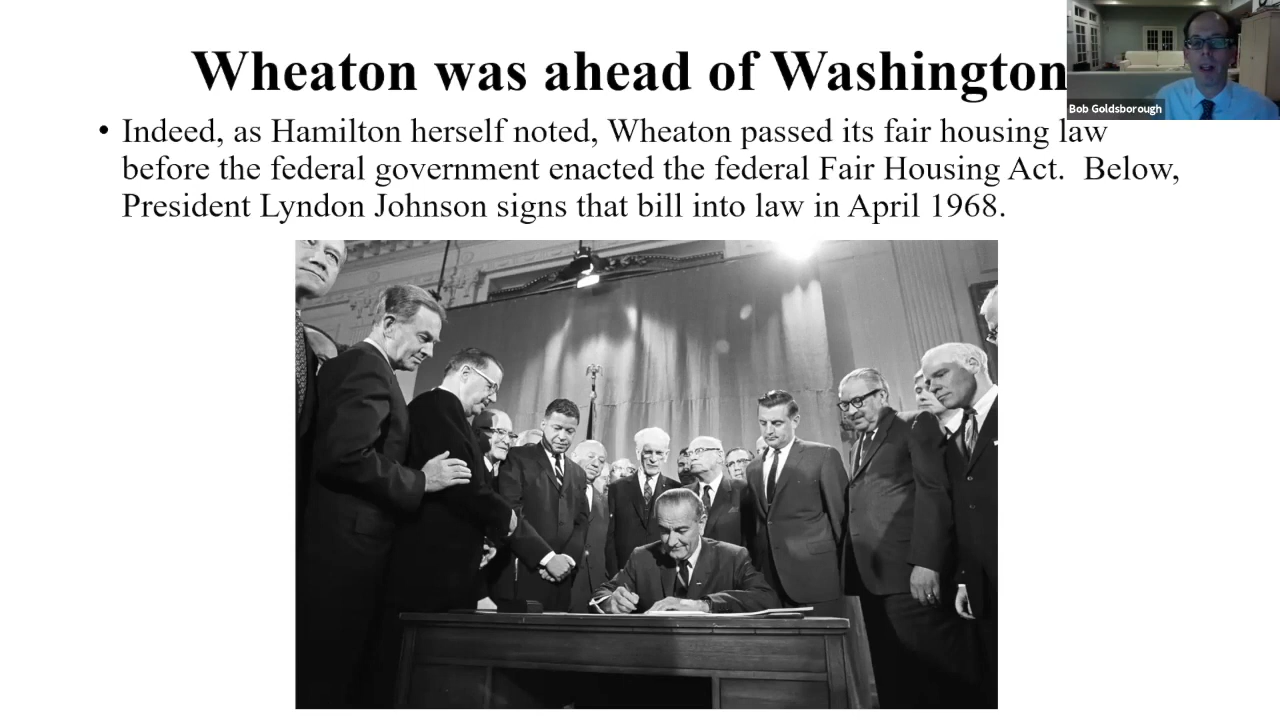 Wheaton was ahead of Washington
Bob Goldsborough
• Indeed, as Hamilton herself noted, Wheaton passed its fair housing law
before the federal government enacted the federal Fair Housing Act.  Below,
President Lyndon Johnson signs that bill into law in April 1968.